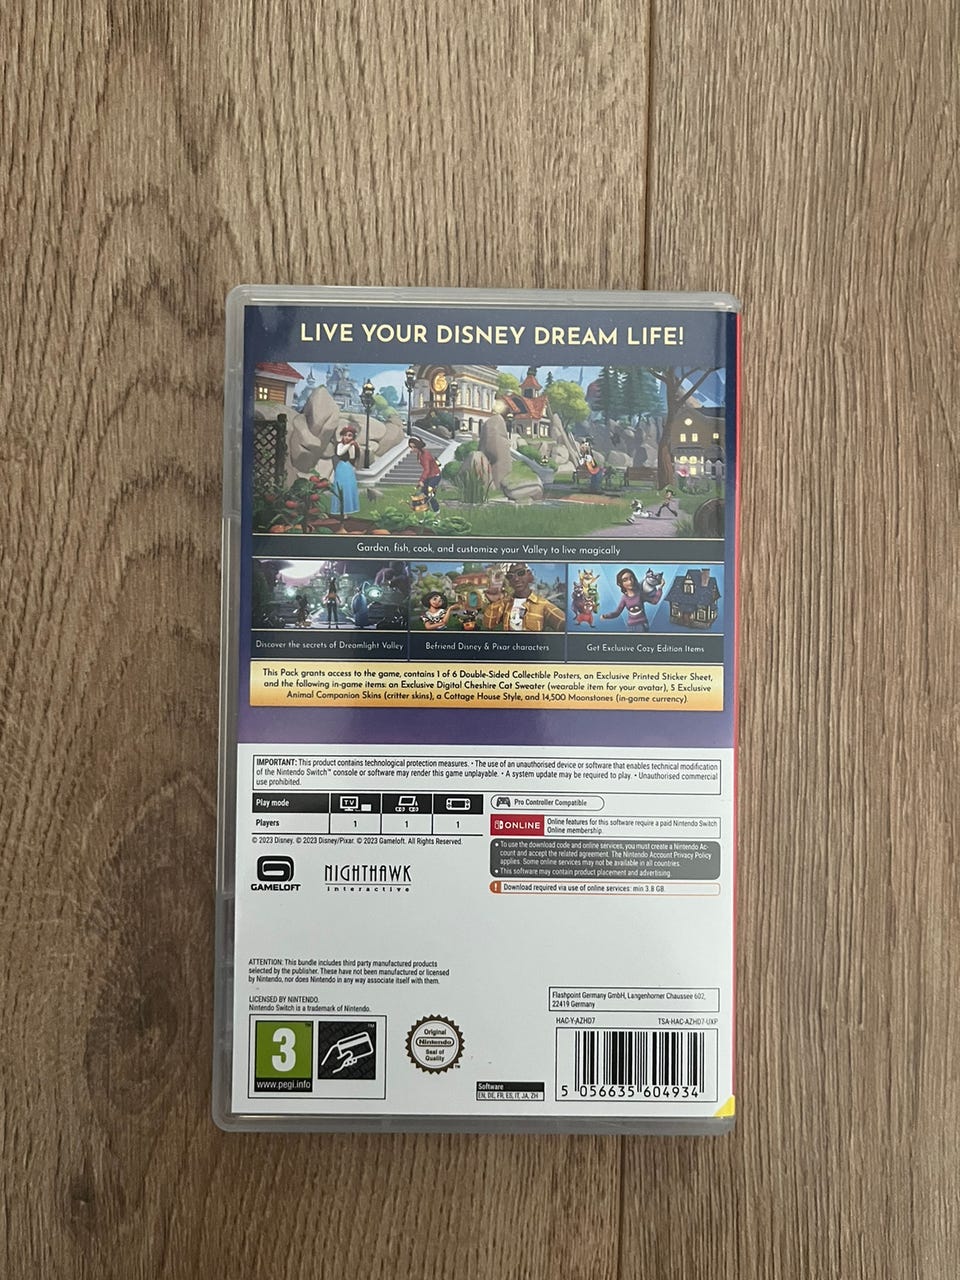 LIVE YOUR DISNEY DREAM LIFE!
Garden, fish, cook, and customize your Valley to live magically
Discover the secrets of Dreamlight Valley
Befriend Disney & Pixar characters
Get Exclusive Cozy Edition Items
This Pack grants access to the game, contains 1 of 6 Double-Sided Collectible Posters, an Exclusive Printed Sticker Sheet,
and the following in-game items: an Exclusive Digital Cheshire Cat Sweater (wearable item for your avatar), 5 Exclusive
Animal Companion Skins (critter skins), a Cottage House Style, and 14,500 Moonstones (in-game currency).
IMPORTANT: This product contains technological protection measures. • The use of an unauthorised device or software that enables technical modification
of the Nintendo Switch™ console or software may render this game unplayable. • A system update may be required to play. • Unauthorised commercial
use prohibited.
Play mode
TV
Players
1
1
1
Pro Controller Compatible
ONLINE
Online features for this software require a paid Nintendo Switch
Online membership.
• To use the download code and online services, you must create a Nintendo Ac-
count and accept the related agreement. The Nintendo Account Privacy Policy
applies. Some online services may not be available in all countries.
• This software may contain product placement and advertising.
! Download required via use of online services: min 3.8 GB.
© 2023 Disney. © 2023 Disney/Pixar. © 2023 Gameloft. All Rights Reserved.
GAMELOFT
NIGHTHAWK
interactive
ATTENTION: This bundle includes third party manufactured products
selected by the publisher. These have not been manufactured or licensed
by Nintendo, nor does Nintendo in any way associate itself with them.
LICENSED BY NINTENDO.
Nintendo Switch is a trademark of Nintendo.
3
www.pegi.info
Original
Nintendo
Seal of
Quality
TM
Software
EN, DE, FR, ES, IT, JA, ZH
Flashpoint Germany GmbH, Langenhorner Chaussee 602,
22419 Germany
HAC-Y-AZHD7
TSA-HAC-AZHD7-UXP
5 056635 604934